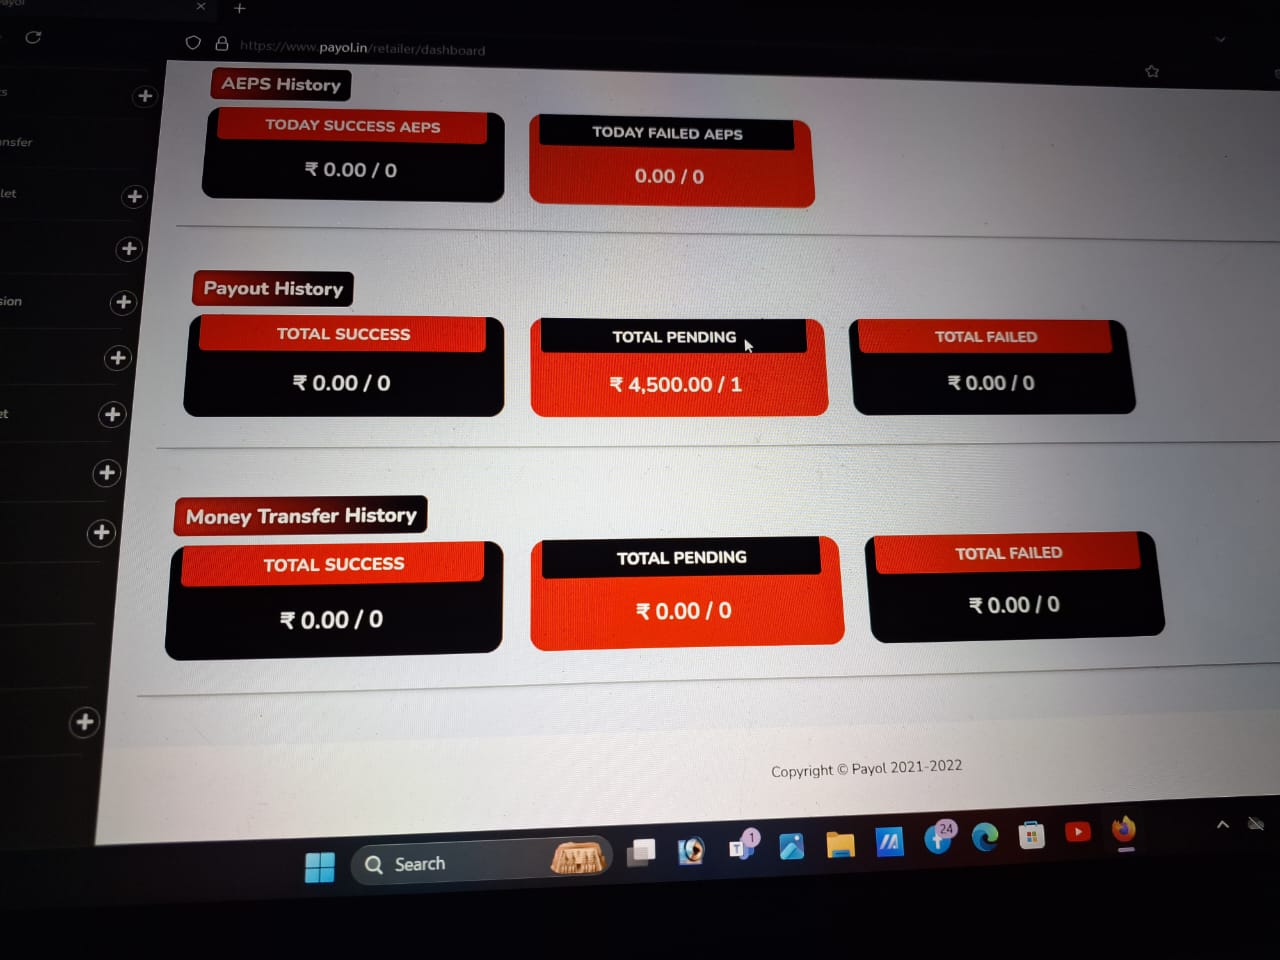 https://www.payol.in/retailer/dashboard
AEPS History
TODAY SUCCESS AEPS
₹ 0.00 / 0
TODAY FAILED AEPS
0.00 / 0
nsfer
let
sion
et
Payout History
TOTAL SUCCESS
₹ 0.00 / 0
TOTAL PENDING
₹ 4,500.00 / 1
TOTAL FAILED
₹ 0.00 / 0
Money Transfer History
TOTAL SUCCESS
₹ 0.00 / 0
TOTAL PENDING
₹ 0.00 / 0
TOTAL FAILED
₹ 0.00 / 0
Copyright © Payol 2021-2022
Search
1
24